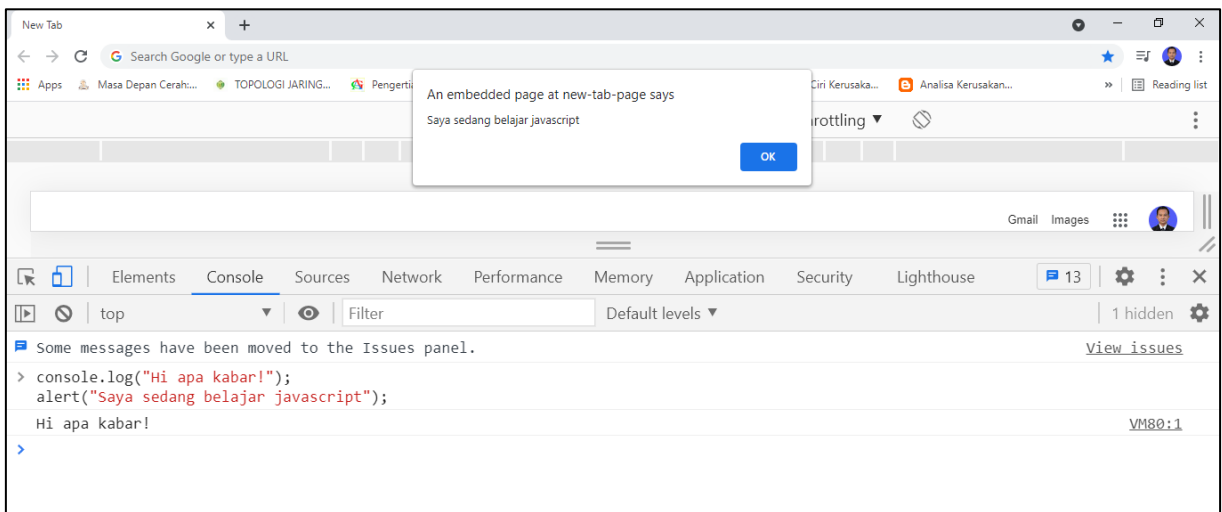 New Tab
Search Google or type a URL
Apps Masa Depan Cerah:... TOPOLOGI JARING... Ciri Kerusaka... Analisa Kerusakan... » Reading list
An embedded page at new-tab-page says
Saya sedang belajar javascript
OK
Gmail Images
Elements Console Sources Network Performance Memory Application Security Lighthouse 13
top Filter Default levels ▼ 1 hidden
Some messages have been moved to the Issues panel. View issues
> console.log("Hi apa kabar!");
alert("Saya sedang belajar javascript");
Hi apa kabar! VM80:1
>